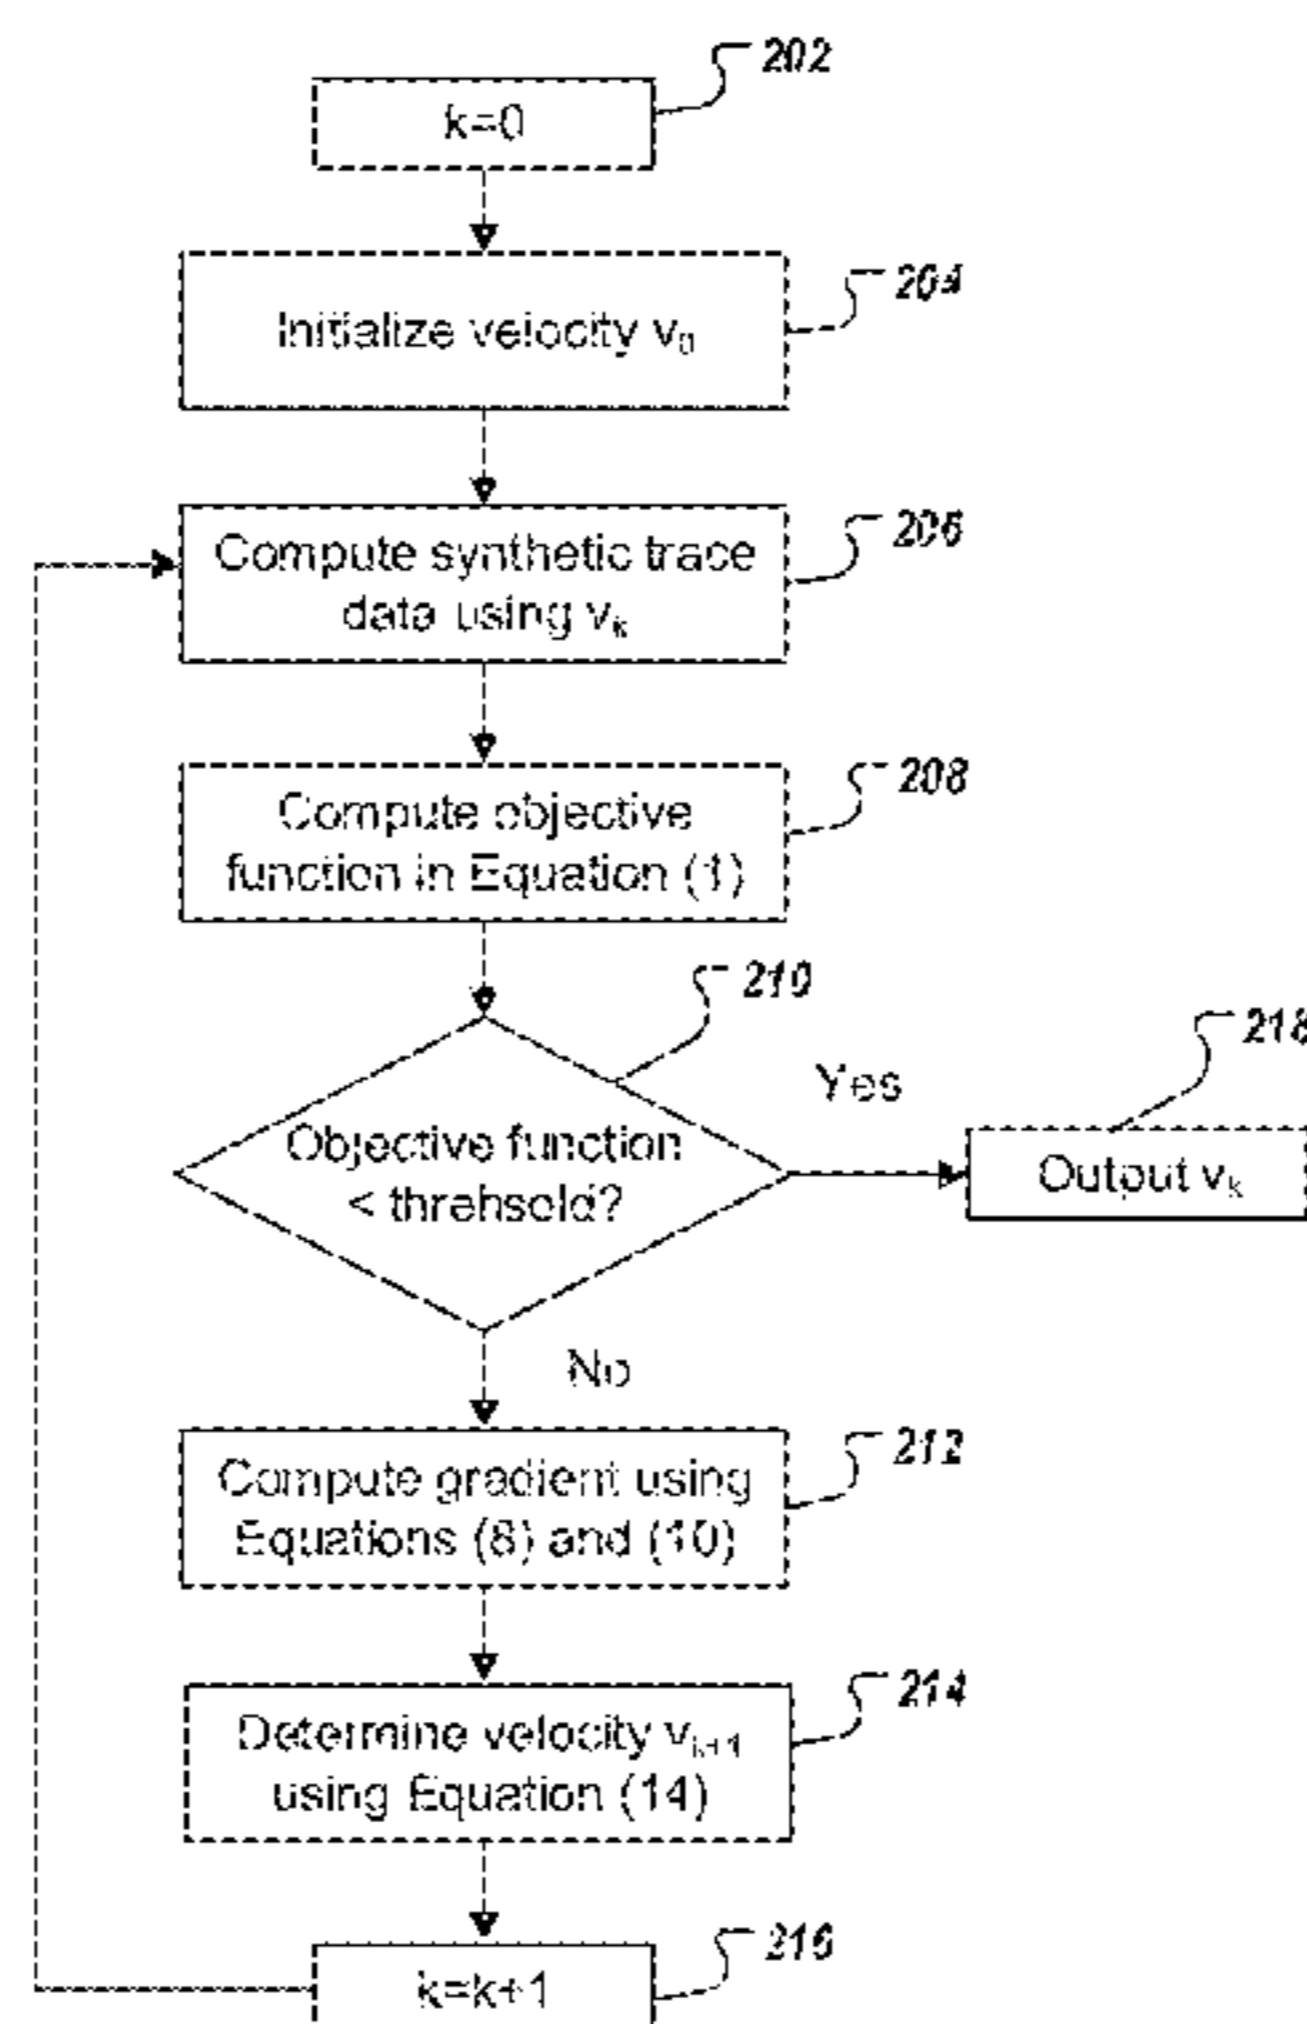 202
k=0
204
Initialize velocity v₀
206
Compute synthetic trace
data using vₖ
208
Compute objective
function in Equation (1)
210
Objective function
< threhsold?
Yes
218
Output vₖ
No
212
Compute gradient using
Equations (8) and (10)
214
Determine velocity vₖ₊₁
using Equation (14)
216
k=k+1